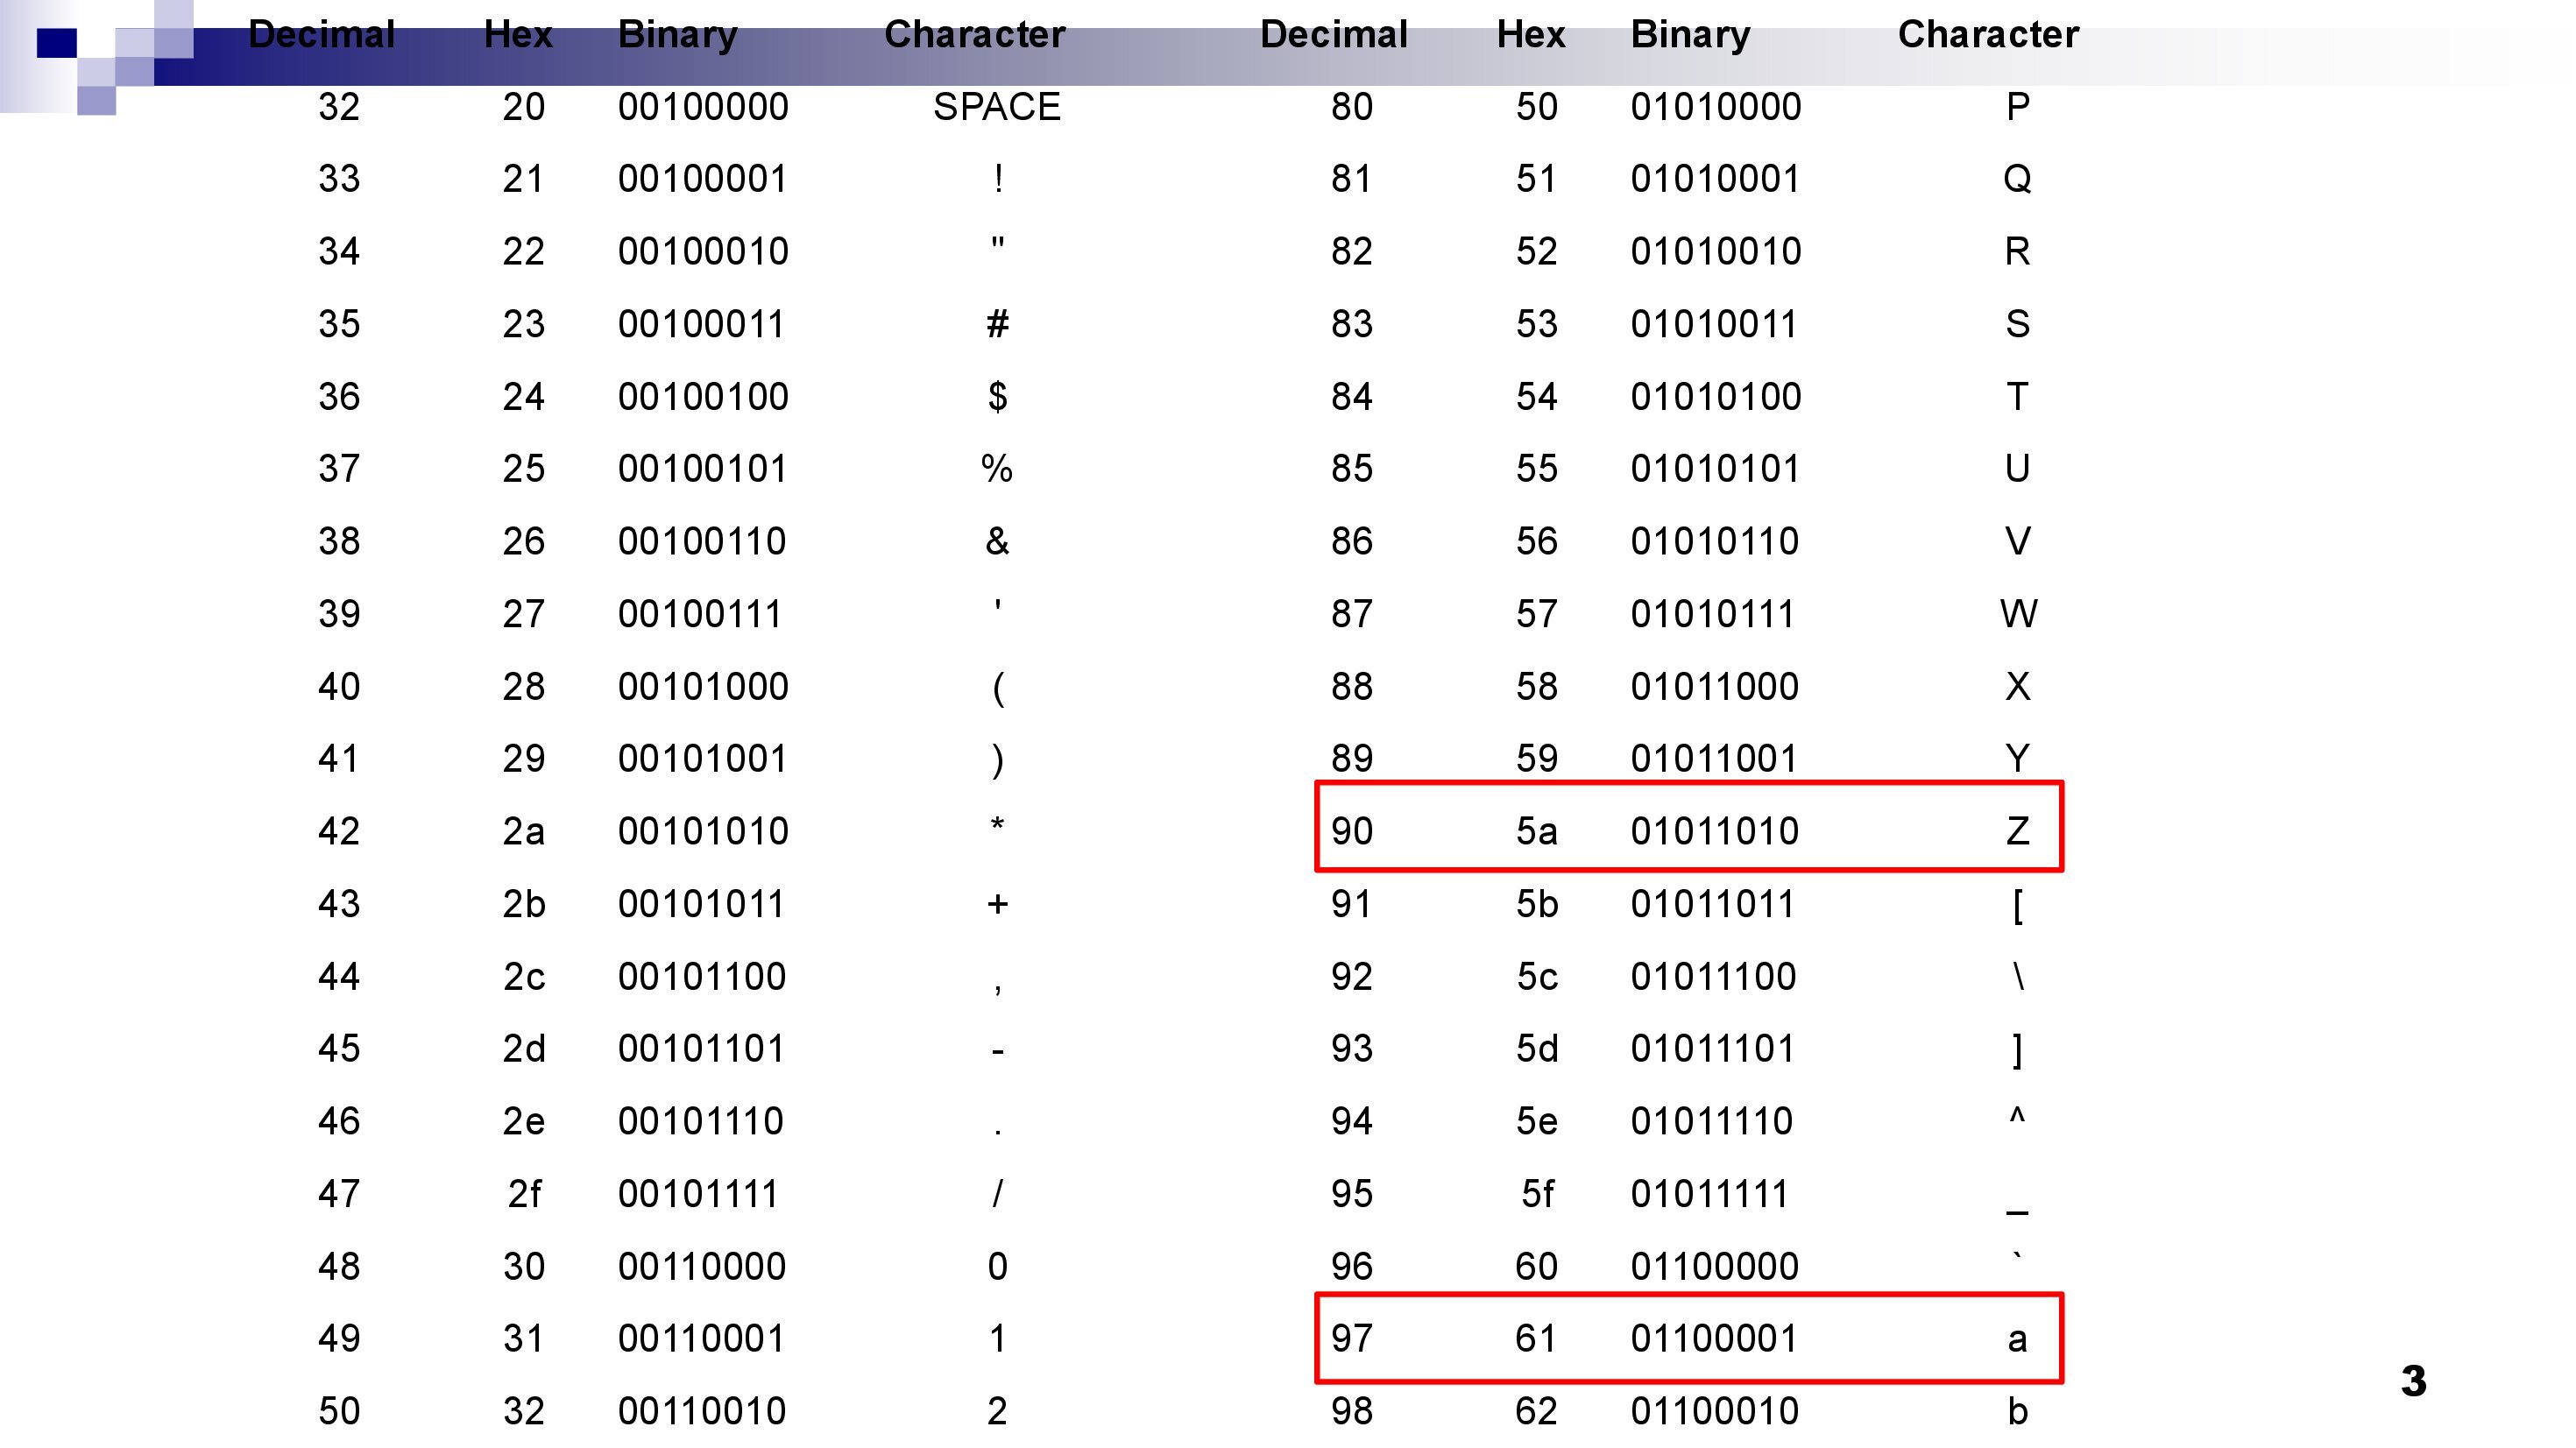 Decimal Hex Binary Character Decimal Hex Binary Character
32 20 00100000 SPACE 80 50 01010000 P
33 21 00100001 ! 81 51 01010001 Q
34 22 00100010 " 82 52 01010010 R
35 23 00100011 # 83 53 01010011 S
36 24 00100100 $ 84 54 01010100 T
37 25 00100101 % 85 55 01010101 U
38 26 00100110 & 86 56 01010110 V
39 27 00100111 ' 87 57 01010111 W
40 28 00101000 ( 88 58 01011000 X
41 29 00101001 ) 89 59 01011001 Y
42 2a 00101010 * 90 5a 01011010 Z
43 2b 00101011 + 91 5b 01011011 [
44 2c 00101100 , 92 5c 01011100 \
45 2d 00101101 - 93 5d 01011101 ]
46 2e 00101110 . 94 5e 01011110 ^
47 2f 00101111 / 95 5f 01011111 _
48 30 00110000 0 96 60 01100000 `
49 31 00110001 1 97 61 01100001 a
50 32 00110010 2 98 62 01100010 b
3